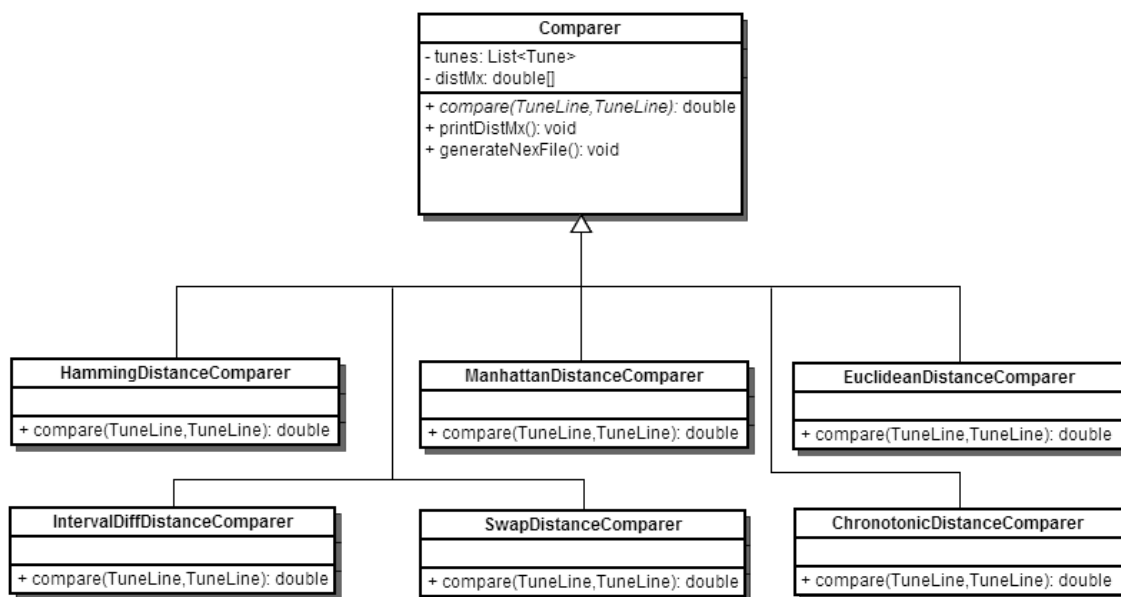 Comparer
- tunes: List<Tune>
- distMx: double[]
+ compare(TuneLine,TuneLine): double
+ printDistMx(): void
+ generateNexFile(): void
HammingDistanceComparer
+ compare(TuneLine,TuneLine): double
ManhattanDistanceComparer
+ compare(TuneLine,TuneLine): double
EuclideanDistanceComparer
+ compare(TuneLine,TuneLine): double
IntervalDiffDistanceComparer
+ compare(TuneLine,TuneLine): double
SwapDistanceComparer
+ compare(TuneLine,TuneLine): double
ChronotonicDistanceComparer
+ compare(TuneLine,TuneLine): double